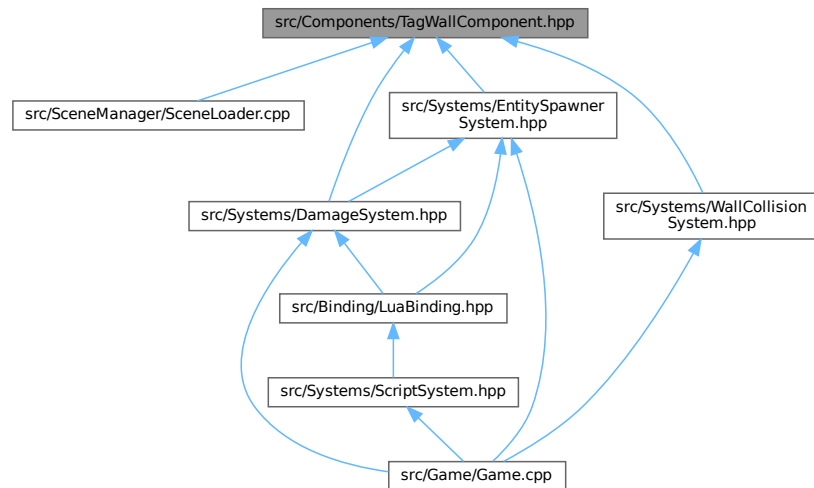 src/Components/TagWallComponent.hpp
src/SceneManager/SceneLoader.cpp
src/Systems/EntitySpawner
System.hpp
src/Systems/DamageSystem.hpp
src/Systems/WallCollision
System.hpp
src/Binding/LuaBinding.hpp
src/Systems/ScriptSystem.hpp
src/Game/Game.cpp